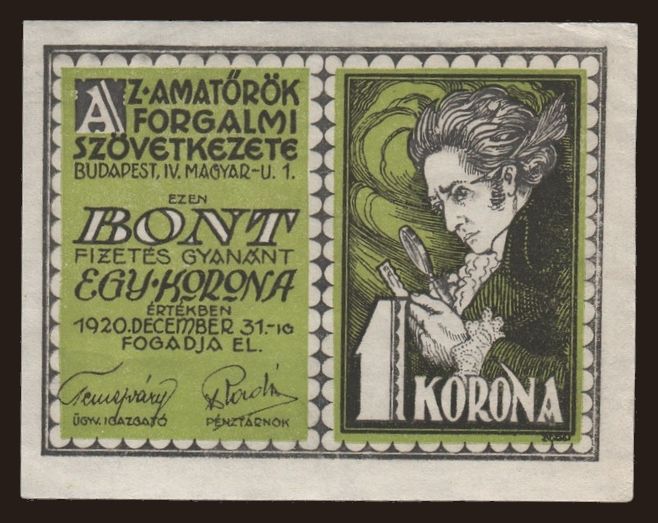 AZ·AMATŐRÖK
FORGALMI
SZÖVETKEZETE
BUDAPEST, IV. MAGYAR-U. 1.
EZEN
BONT
FIZETÉS GYANÁNT
EGY·KORONA
ÉRTÉKBEN
1920. DECEMBER 31.-IG
FOGADJA EL.
Temesváry
ÜGYV. IGAZGATÓ PÉNZTÁRNOK
1 KORONA